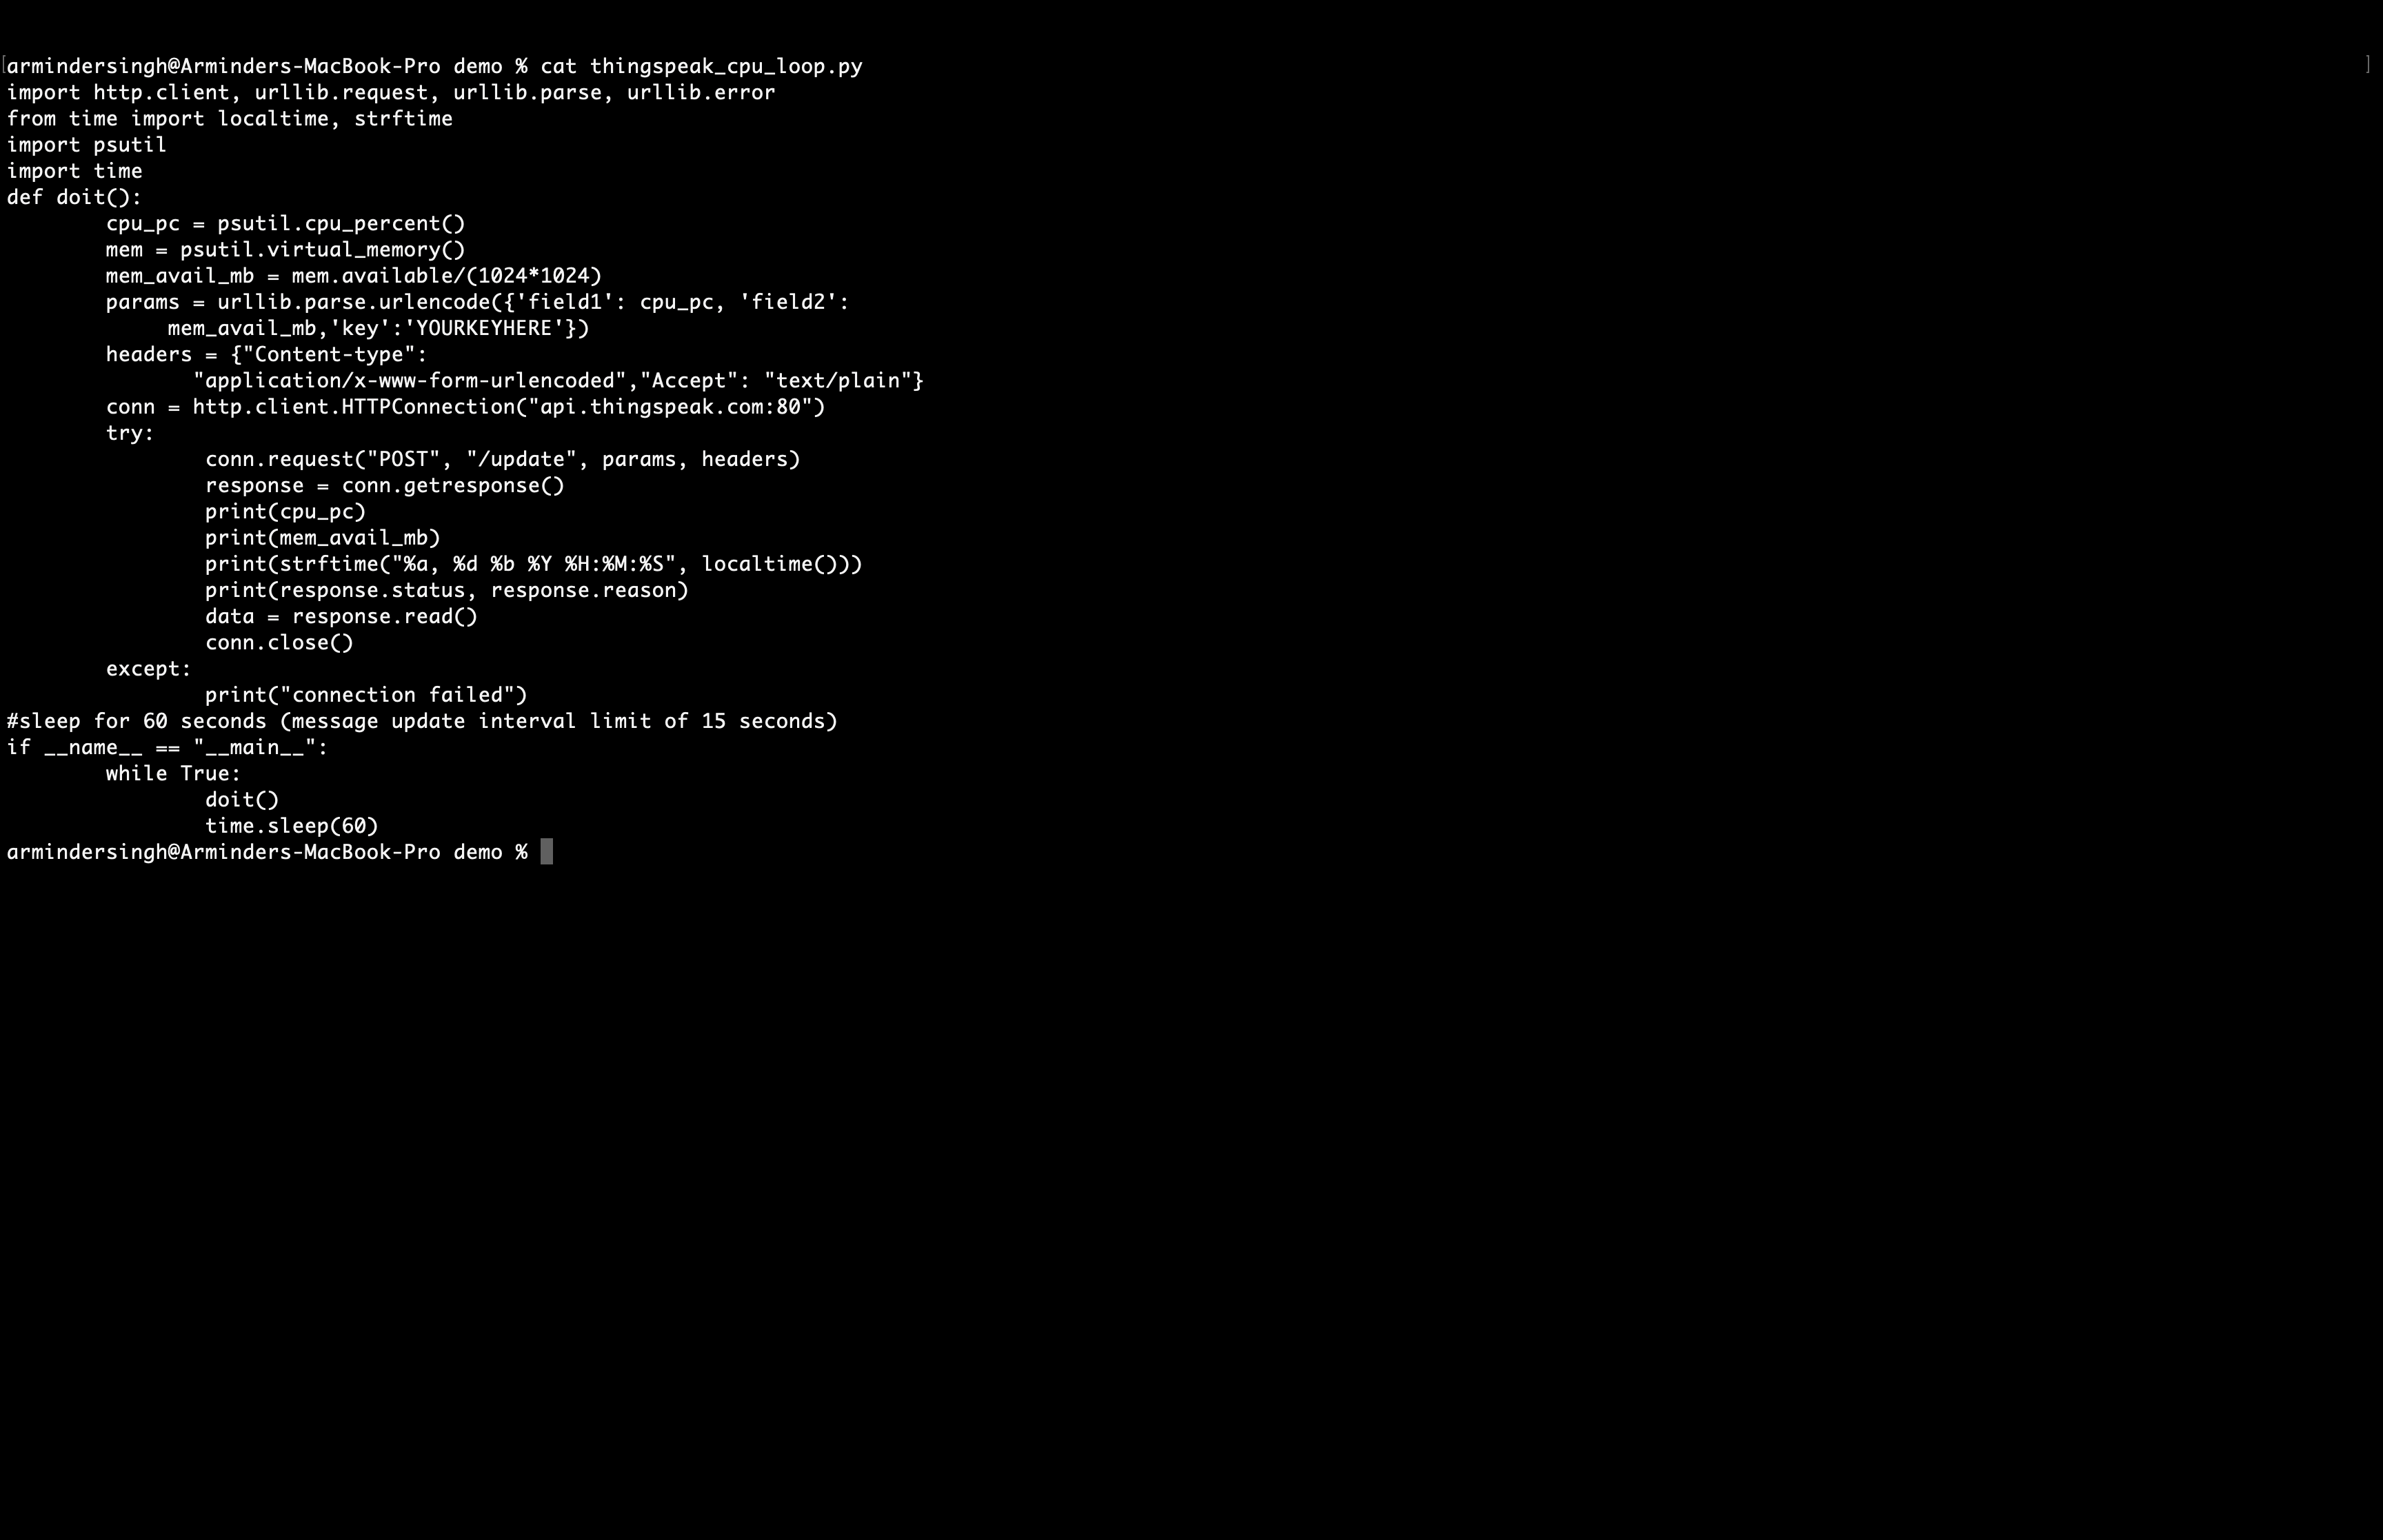 [armindersingh@Arminders-MacBook-Pro demo % cat thingspeak_cpu_loop.py ]
import http.client, urllib.request, urllib.parse, urllib.error
from time import localtime, strftime
import psutil
import time
def doit():
        cpu_pc = psutil.cpu_percent()
        mem = psutil.virtual_memory()
        mem_avail_mb = mem.available/(1024*1024)
        params = urllib.parse.urlencode({'field1': cpu_pc, 'field2':
             mem_avail_mb,'key':'YOURKEYHERE'})
        headers = {"Content-type":
               "application/x-www-form-urlencoded","Accept": "text/plain"}
        conn = http.client.HTTPConnection("api.thingspeak.com:80")
        try:
                conn.request("POST", "/update", params, headers)
                response = conn.getresponse()
                print(cpu_pc)
                print(mem_avail_mb)
                print(strftime("%a, %d %b %Y %H:%M:%S", localtime()))
                print(response.status, response.reason)
                data = response.read()
                conn.close()
        except:
                print("connection failed")
#sleep for 60 seconds (message update interval limit of 15 seconds)
if __name__ == "__main__":
        while True:
                doit()
                time.sleep(60)
armindersingh@Arminders-MacBook-Pro demo %